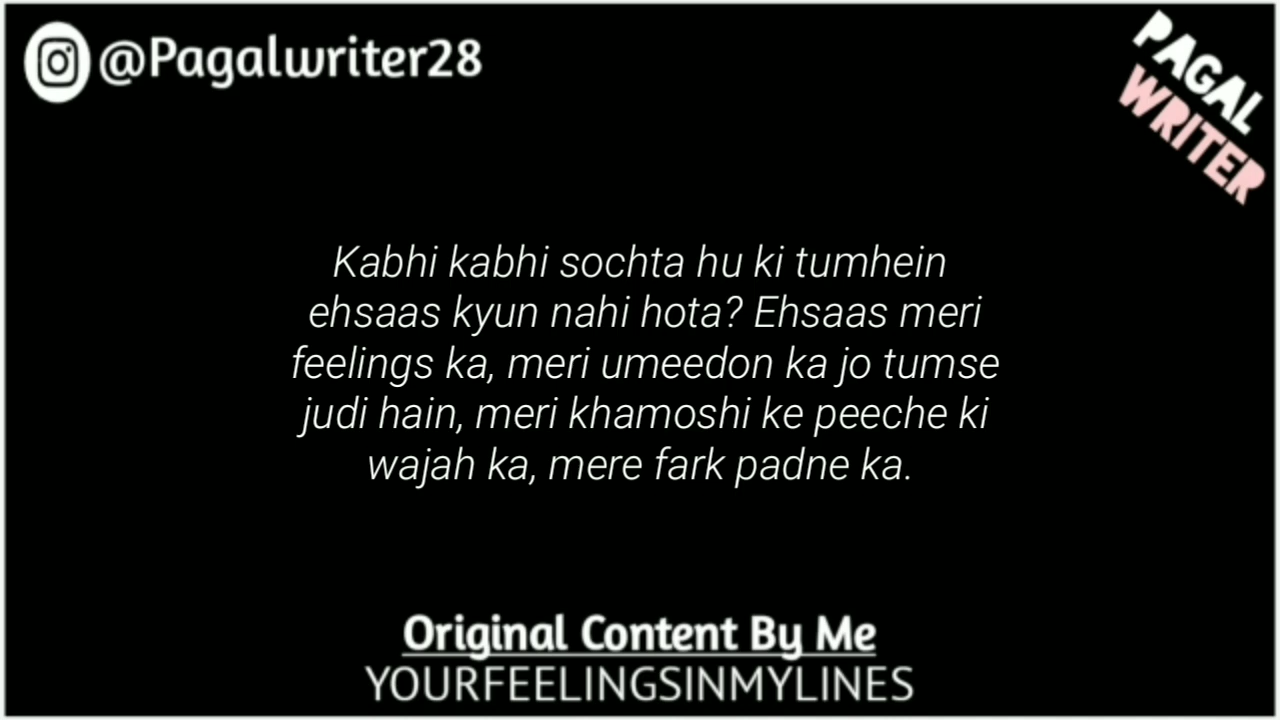 @Pagalwriter28
PAGAL
WRITER
Kabhi kabhi sochta hu ki tumhein
ehsaas kyun nahi hota? Ehsaas meri
feelings ka, meri umeedon ka jo tumse
judi hain, meri khamoshi ke peeche ki
wajah ka, mere fark padne ka.
Original Content By Me
YOURFEELINGSINMYLINES